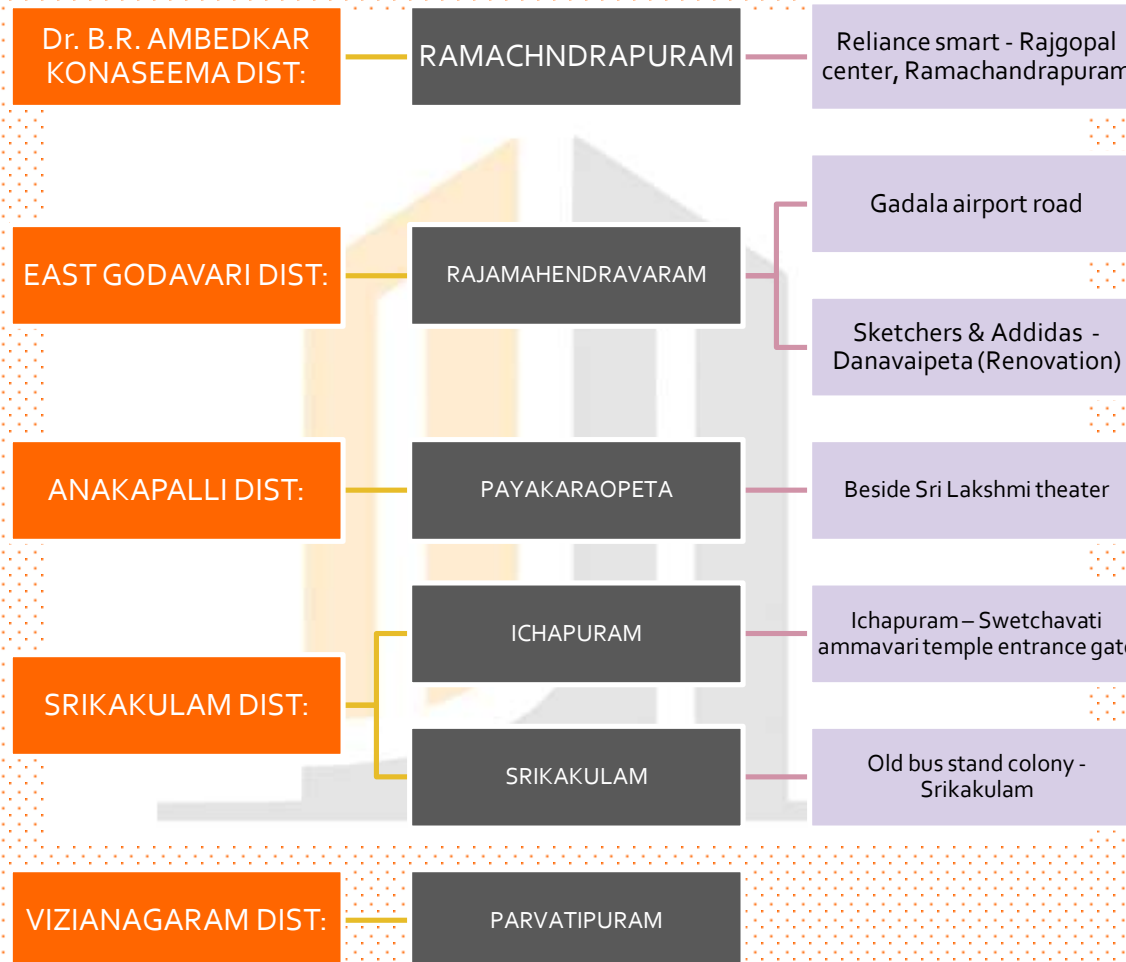 Dr. B.R. AMBEDKAR
KONASEEMA DIST:
RAMACHNDRAPURAM
Reliance smart - Rajgopal
center, Ramachandrapuram
EAST GODAVARI DIST:
RAJAMAHENDRAVARAM
Gadala airport road
Sketchers & Addidas -
Danavaipeta (Renovation)
ANAKAPALLI DIST:
PAYAKARAOPETA
Beside Sri Lakshmi theater
SRIKAKULAM DIST:
ICHAPURAM
Ichapuram – Swetchavati
ammavari temple entrance gate
SRIKAKULAM
Old bus stand colony -
Srikakulam
VIZIANAGARAM DIST:
PARVATIPURAM